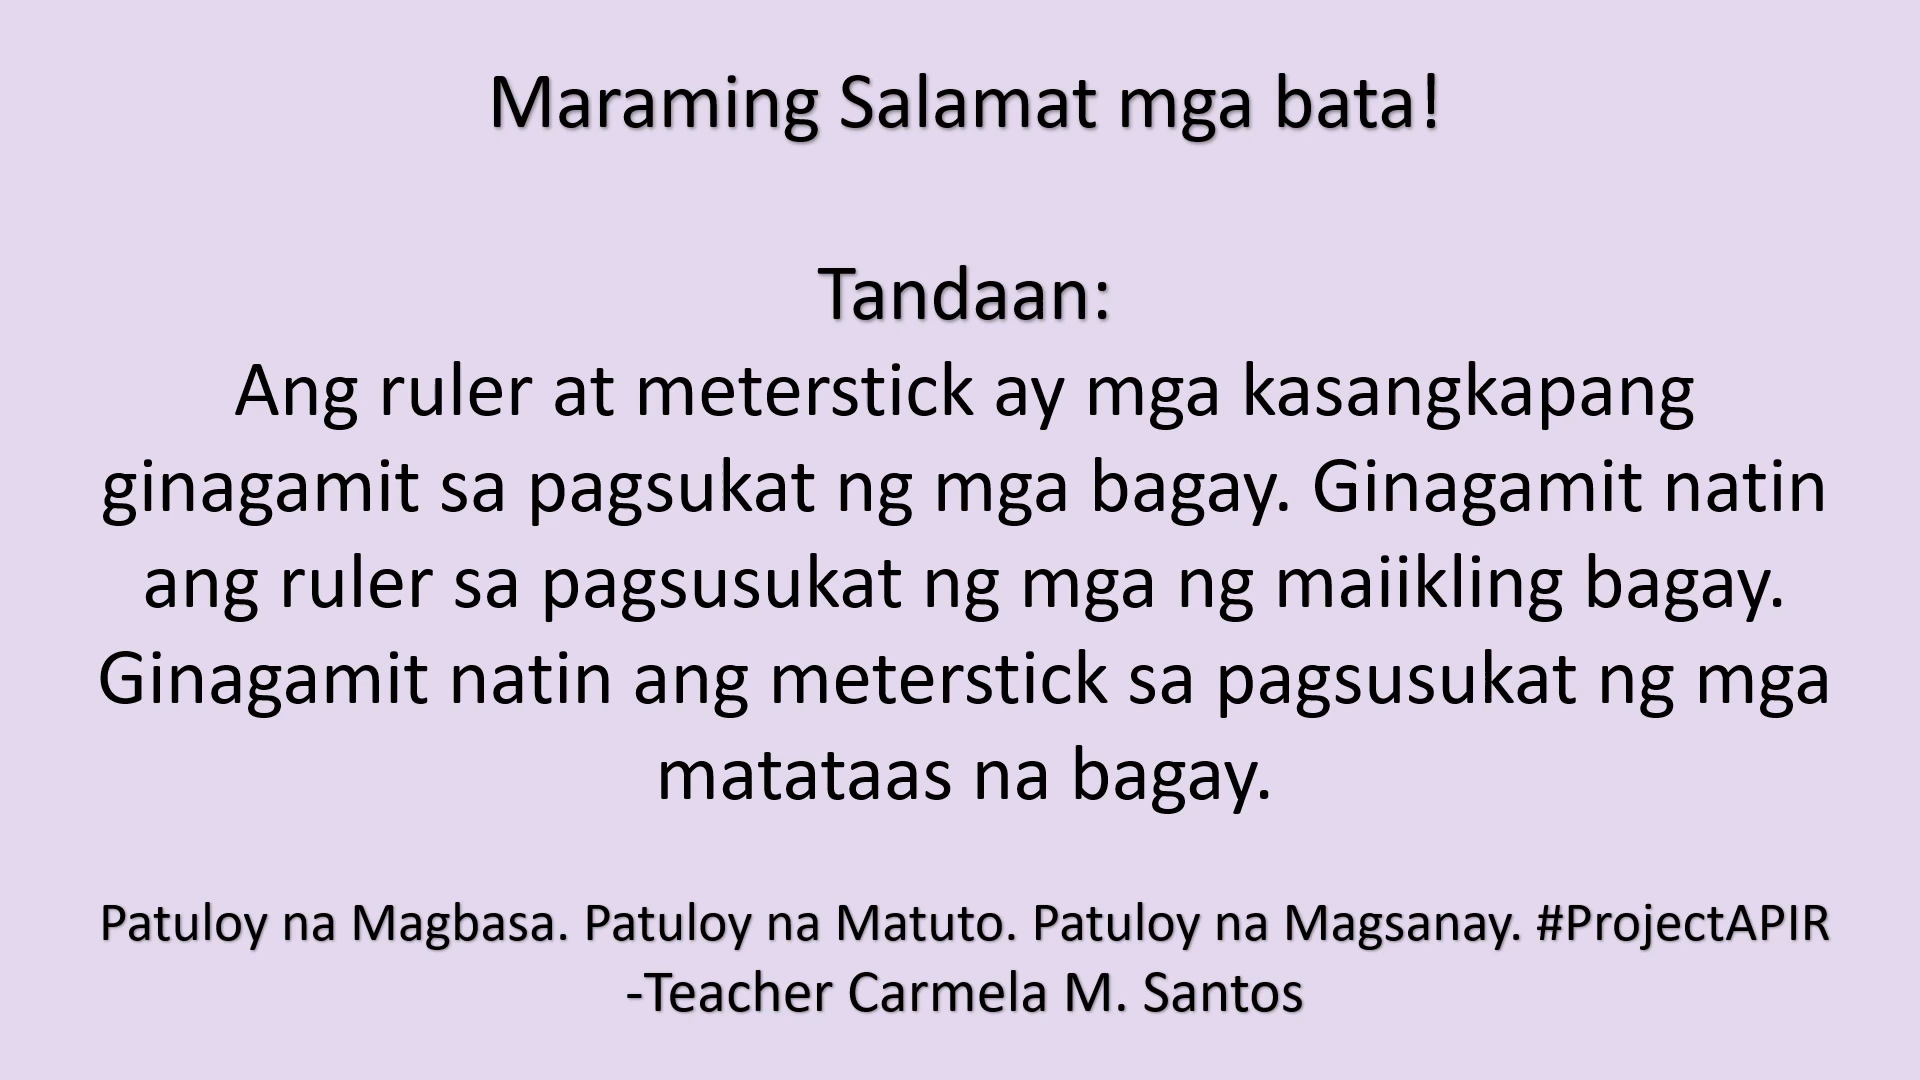 Maraming Salamat mga bata!
Tandaan:
Ang ruler at meterstick ay mga kasangkapang
ginagamit sa pagsukat ng mga bagay. Ginagamit natin
ang ruler sa pagsusukat ng mga ng maiikling bagay.
Ginagamit natin ang meterstick sa pagsusukat ng mga
matataas na bagay.
Patuloy na Magbasa. Patuloy na Matuto. Patuloy na Magsanay. #ProjectAPIR
-Teacher Carmela M. Santos